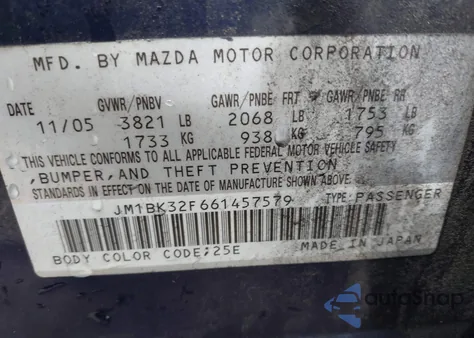 MFD. BY MAZDA MOTOR CORPORATION
DATE GVWR/PNBV GAWR/PNBE FRT GAWR/PNBE RR
11/05 3821 LB 2068 LB 1753 LB
1733 KG 938 KG 795 KG
THIS VEHICLE CONFORMS TO ALL APPLICABLE FEDERAL MOTOR VEHICLE SAFETY
,BUMPER,AND THEFT PREVENTION
STANDARDS IN EFFECT ON THE DATE OF MANUFACTURE SHOWN ABOVE.
JM1BK32F661457579 TYPE: PASSENGER
BODY COLOR CODE;25E MADE IN JAPAN
autoSnap